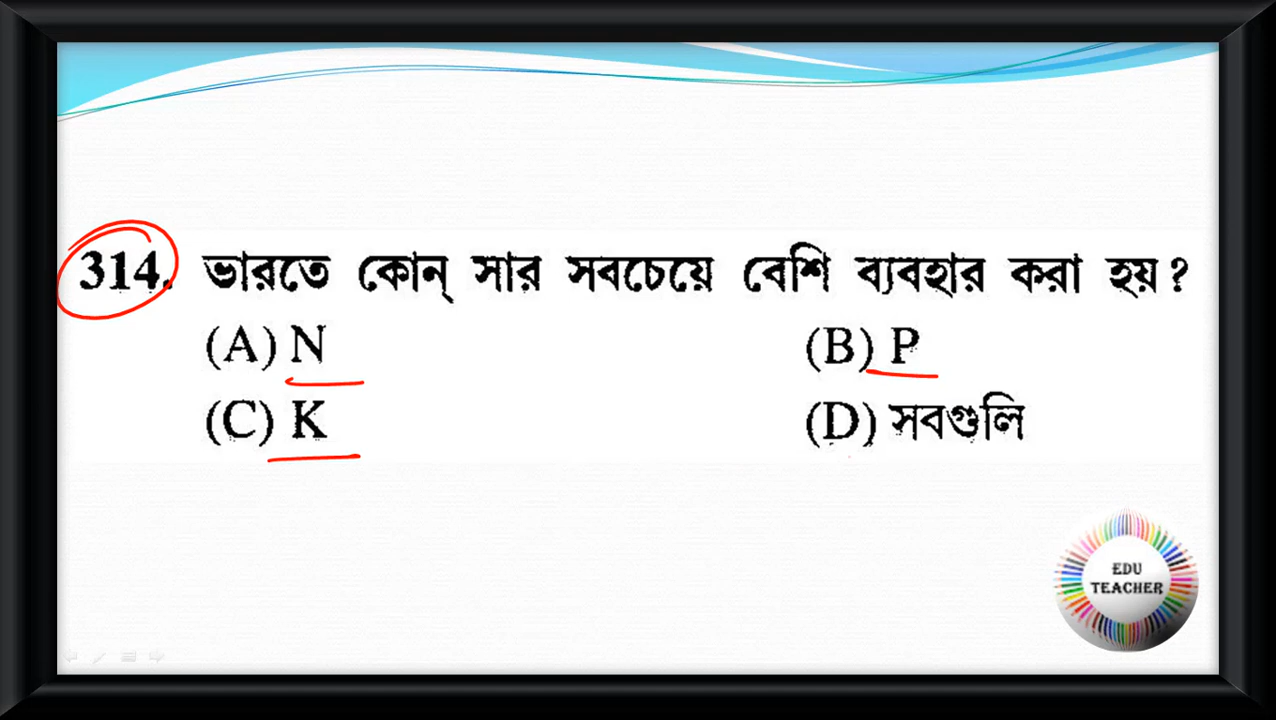 314. ভারতে কোন্ সার সবচেয়ে বেশি ব্যবহার করা হয় ?
(A) N (B) P
(C) K (D) সবগুলি
EDU
TEACHER